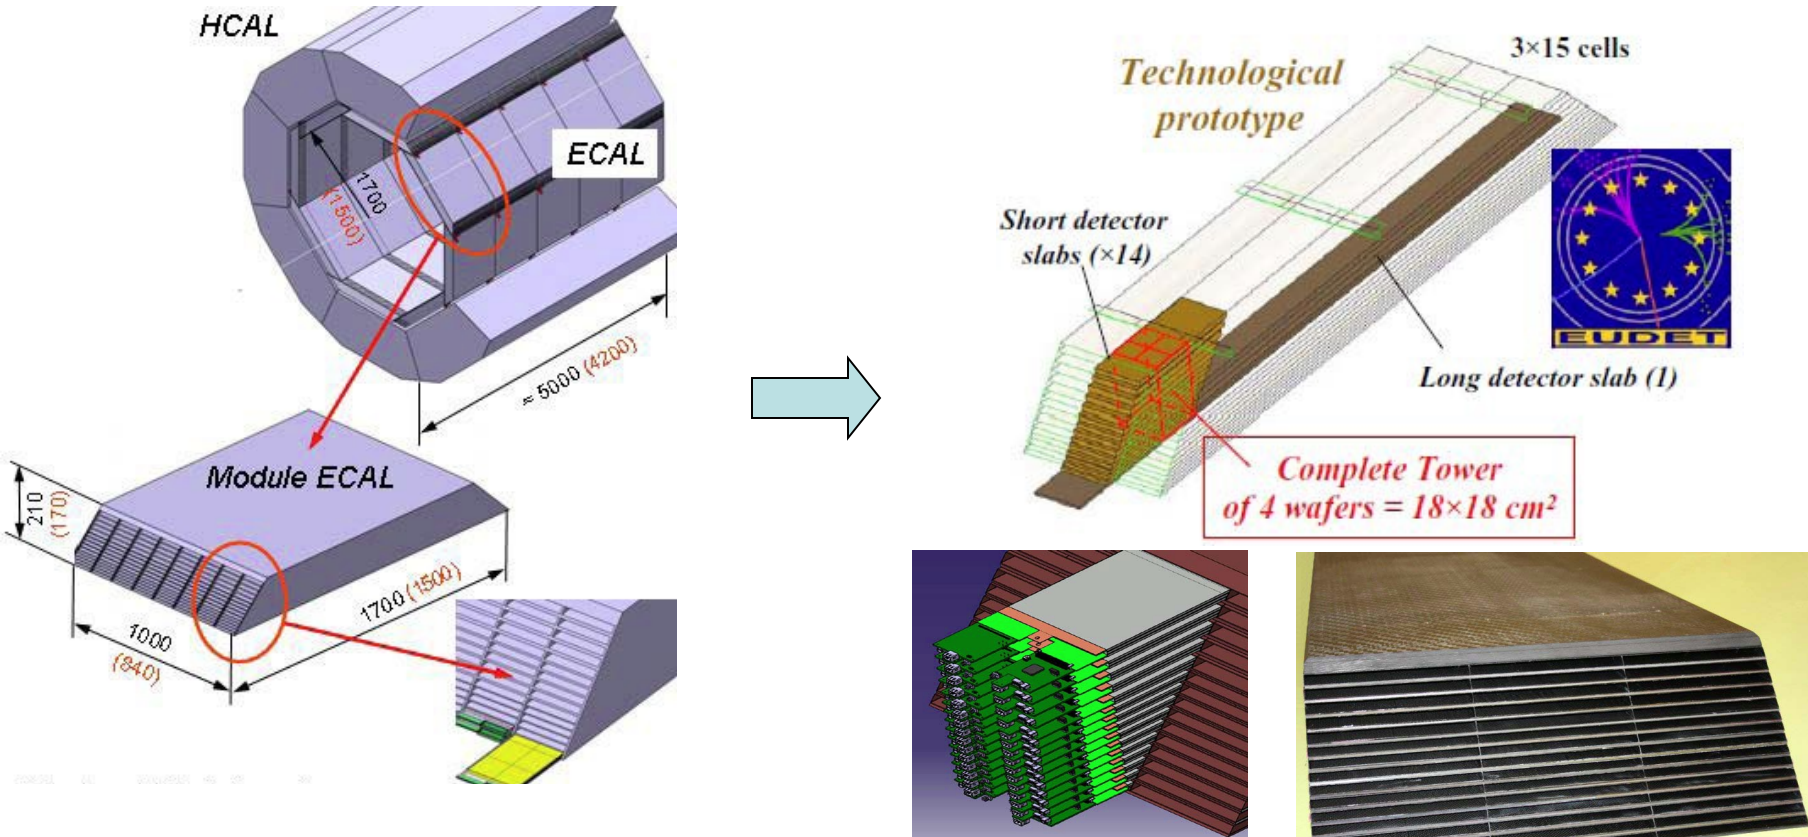 HCAL
ECAL
1700
(1500)
≈ 5000 (4200)
Module ECAL
210
(170)
1000
(840)
1700 (1500)
Technological
prototype
3×15 cells
Short detector
slabs (×14)
EUDET
Long detector slab (1)
Complete Tower
of 4 wafers = 18×18 cm²